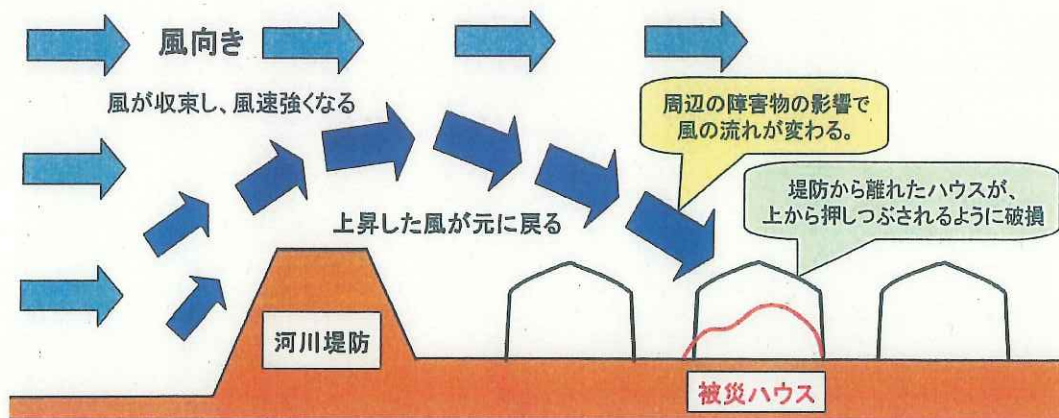 風向き
風が収束し、風速強くなる
周辺の障害物の影響で
風の流れが変わる。
堤防から離れたハウスが、
上から押しつぶされるように破損
上昇した風が元に戻る
河川堤防
被災ハウス